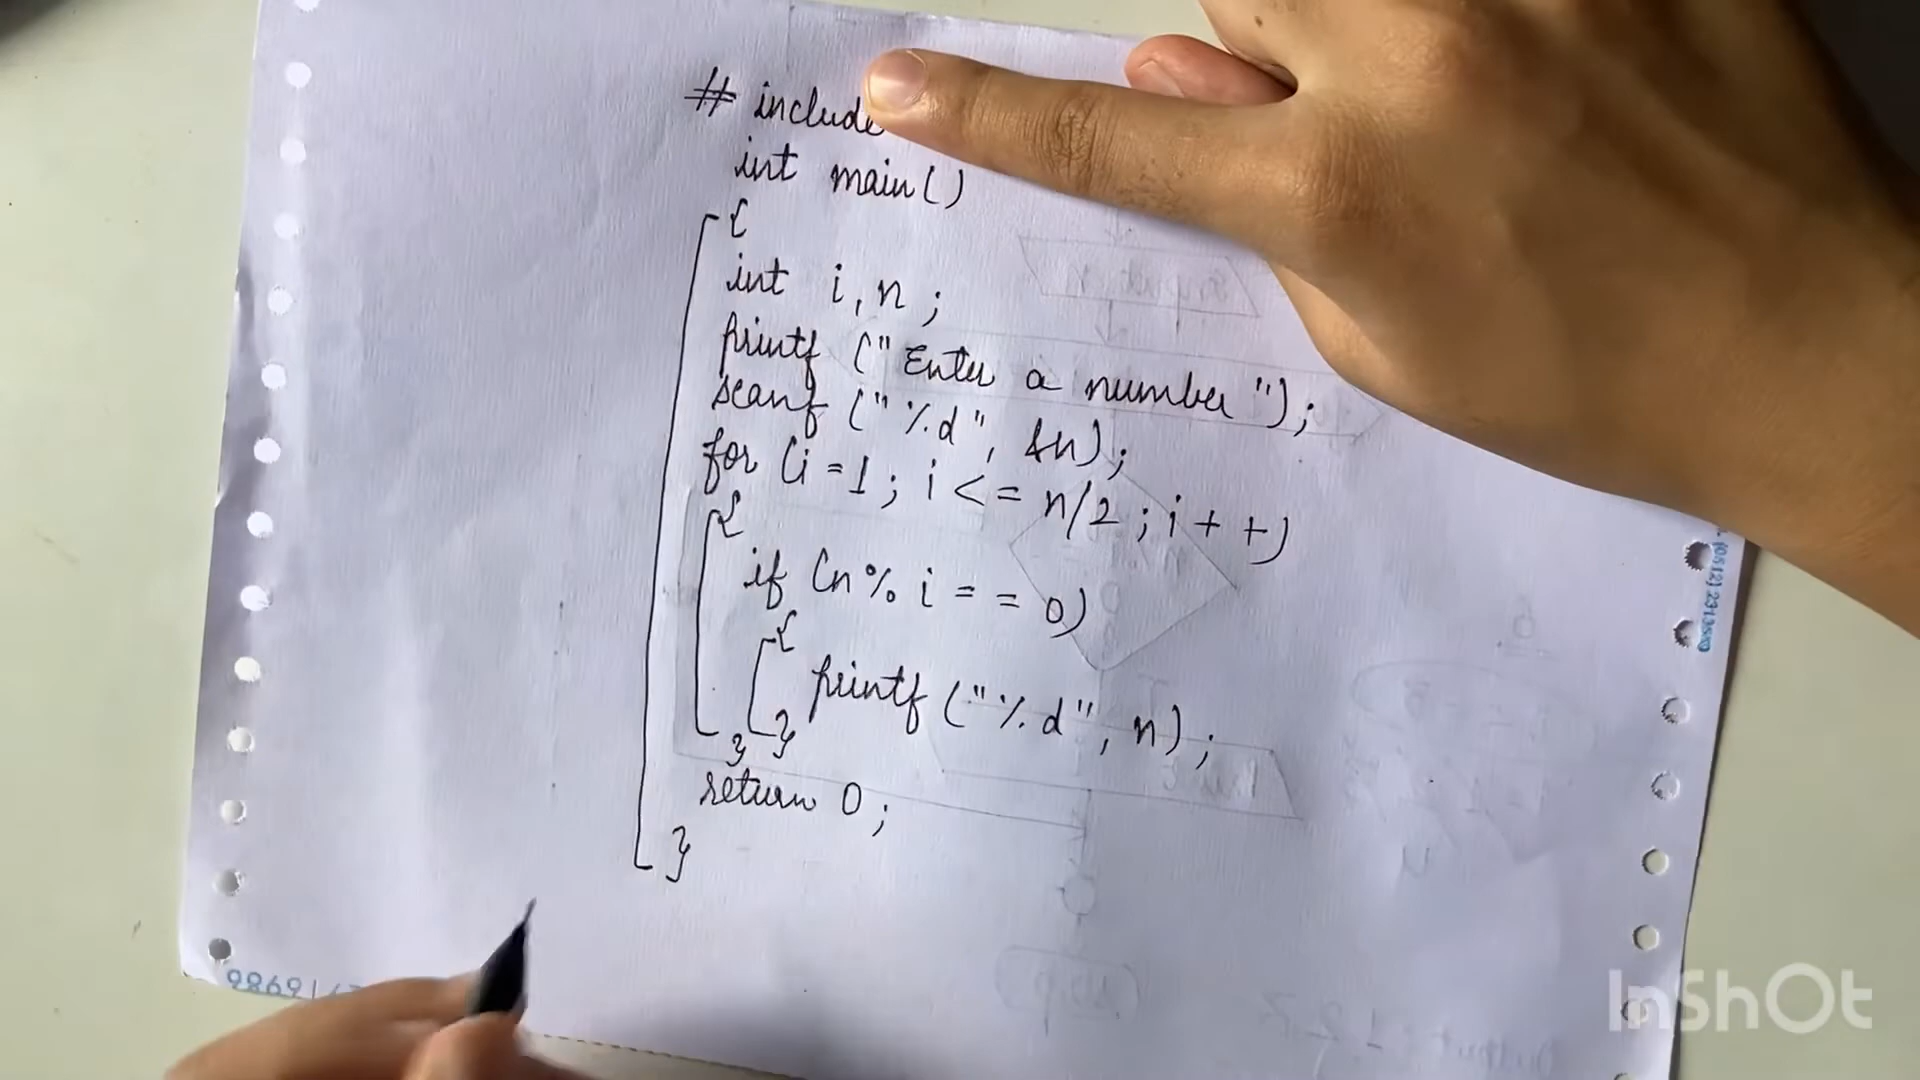 # include
int main()
{
int i, n;
printf ("Enter a number");
scanf ("%d", &n);
for (i=1; i <= n/2; i++)
{
if (n% i == 0)
{
printf ("%d", n);
}
}
return 0;
}
InShOt